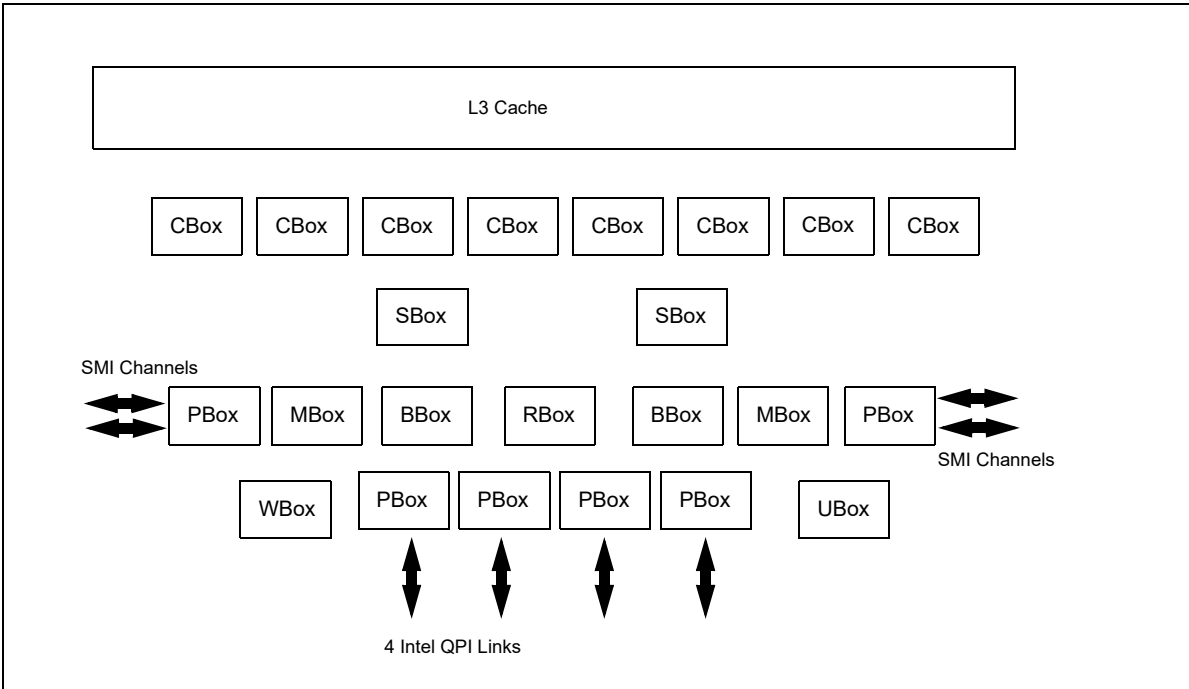 L3 Cache
CBox CBox CBox CBox CBox CBox CBox CBox
SBox SBox
SMI Channels
PBox MBox BBox RBox BBox MBox PBox
SMI Channels
WBox PBox PBox PBox PBox UBox
4 Intel QPI Links